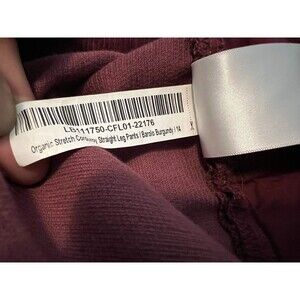 LB111750-CFL01-22176
Organic Stretch Corduroy Straight Leg Pants / Barolo Burgundy / 14